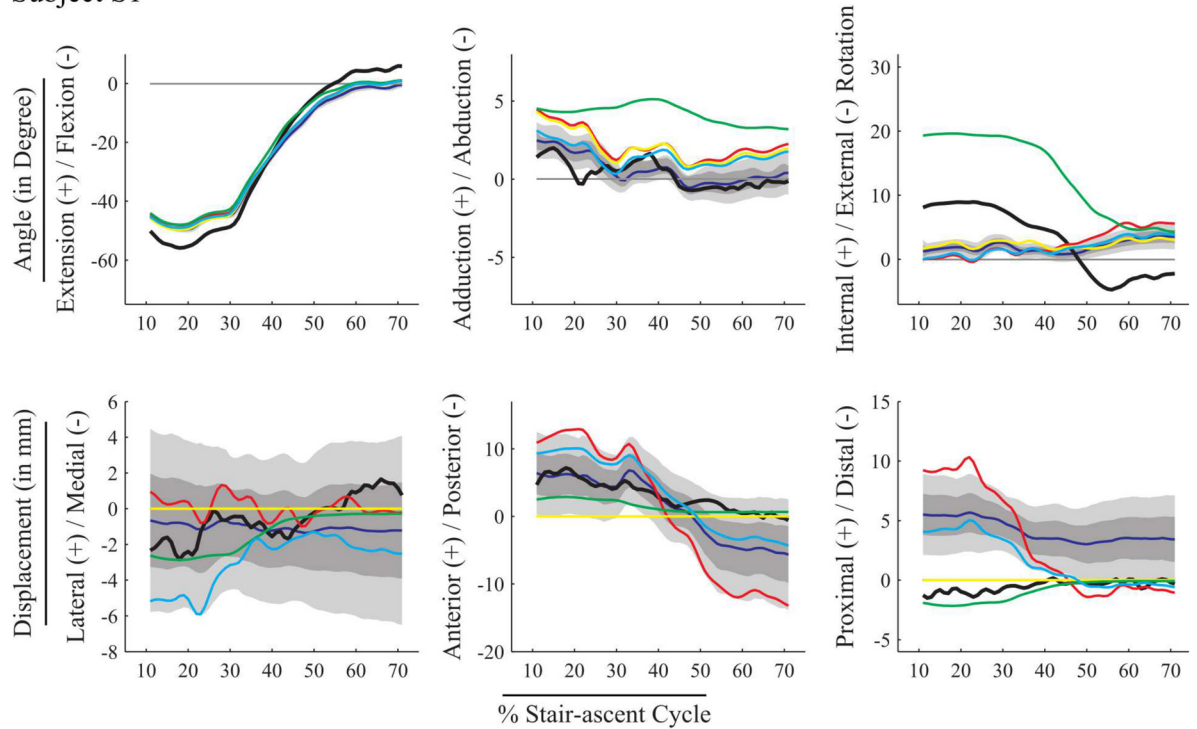 Subject S1
Angle (in Degree)
Extension (+) / Flexion (-)
0
-20
-40
-60
10 20 30 40 50 60 70
Adduction (+) / Abduction (-)
5
0
-5
10 20 30 40 50 60 70
Internal (+) / External (-) Rotation
30
20
10
0
10 20 30 40 50 60 70
Displacement (in mm)
Lateral (+) / Medial (-)
6
4
2
0
-2
-4
-6
-8
10 20 30 40 50 60 70
Anterior (+) / Posterior (-)
10
0
-10
-20
10 20 30 40 50 60 70
Proximal (+) / Distal (-)
15
10
5
0
-5
10 20 30 40 50 60 70
% Stair-ascent Cycle